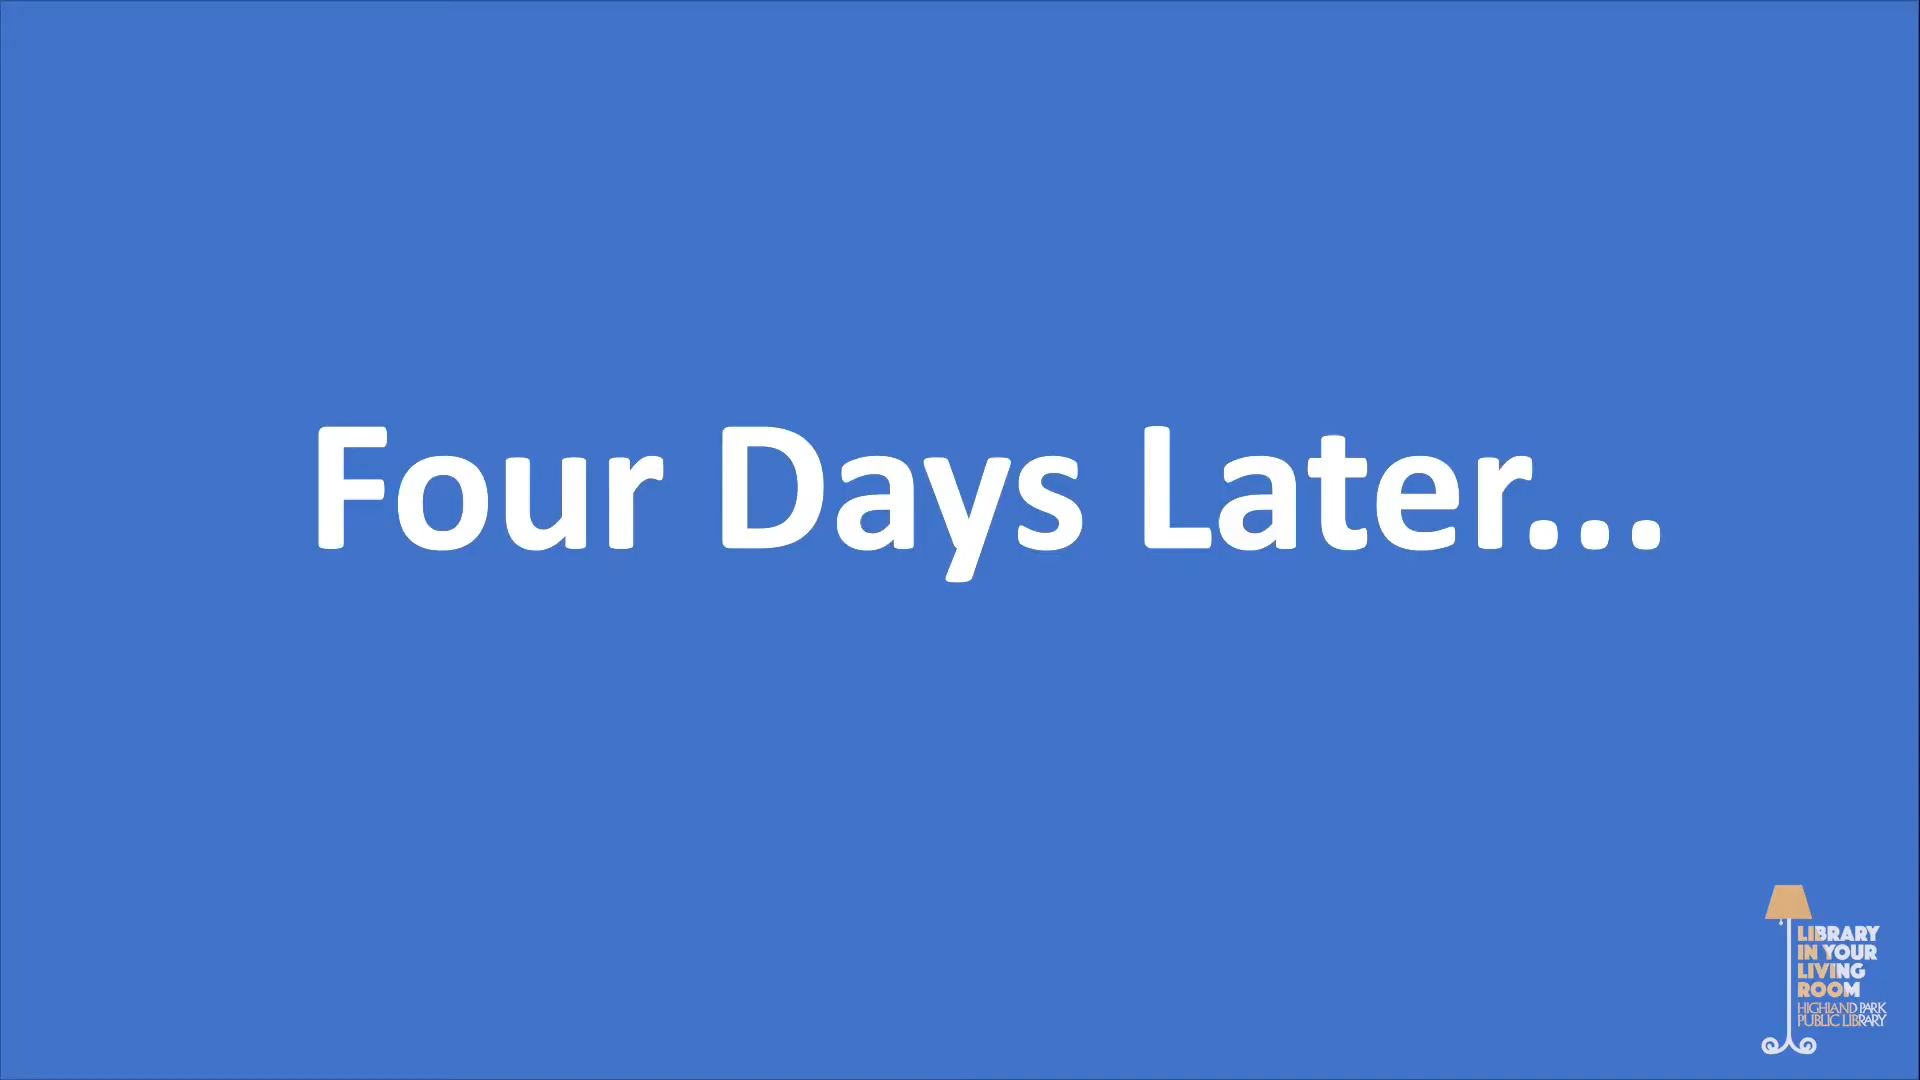 Four Days Later...
LIBRARY
IN YOUR
LIVING
ROOM
HIGHLAND PARK
PUBLIC LIBRARY